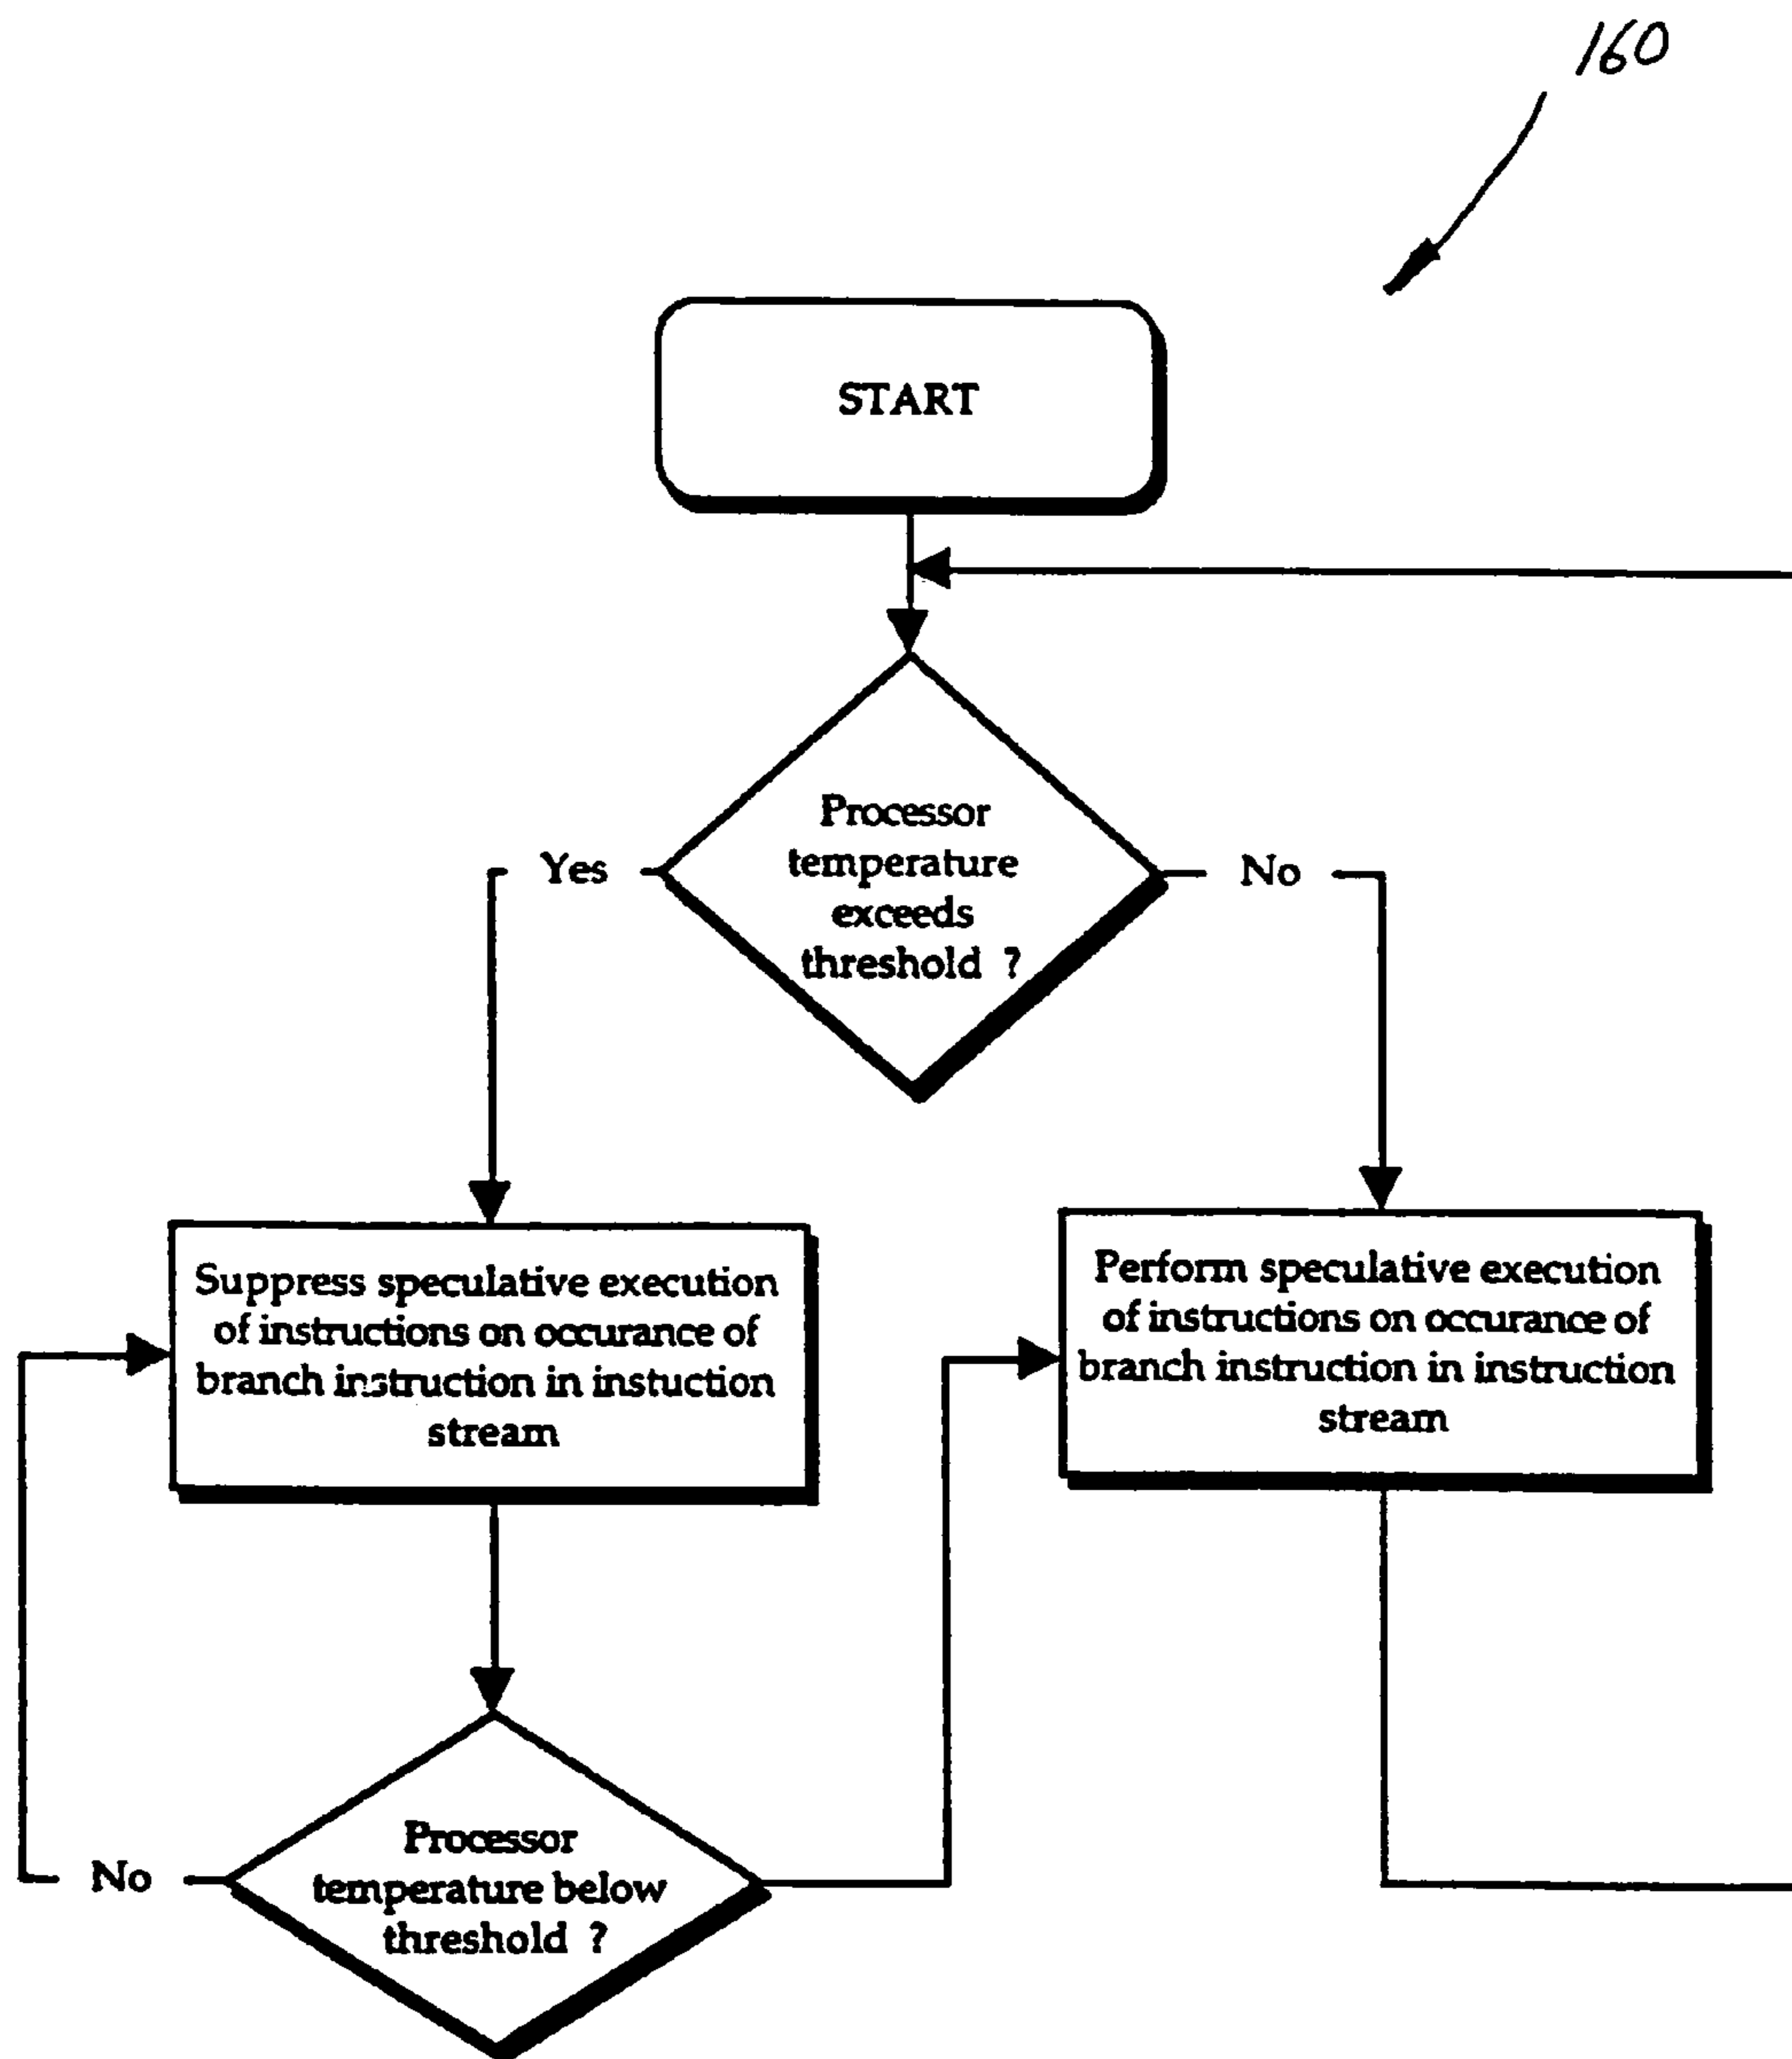 160
START
Processor
temperature
exceeds
threshold ?
Yes
No
Suppress speculative execution
of instructions on occurance of
branch instruction in instuction
stream
Perform speculative execution
of instructions on occurance of
branch instruction in instruction
stream
Processor
temperature below
threshold ?
No